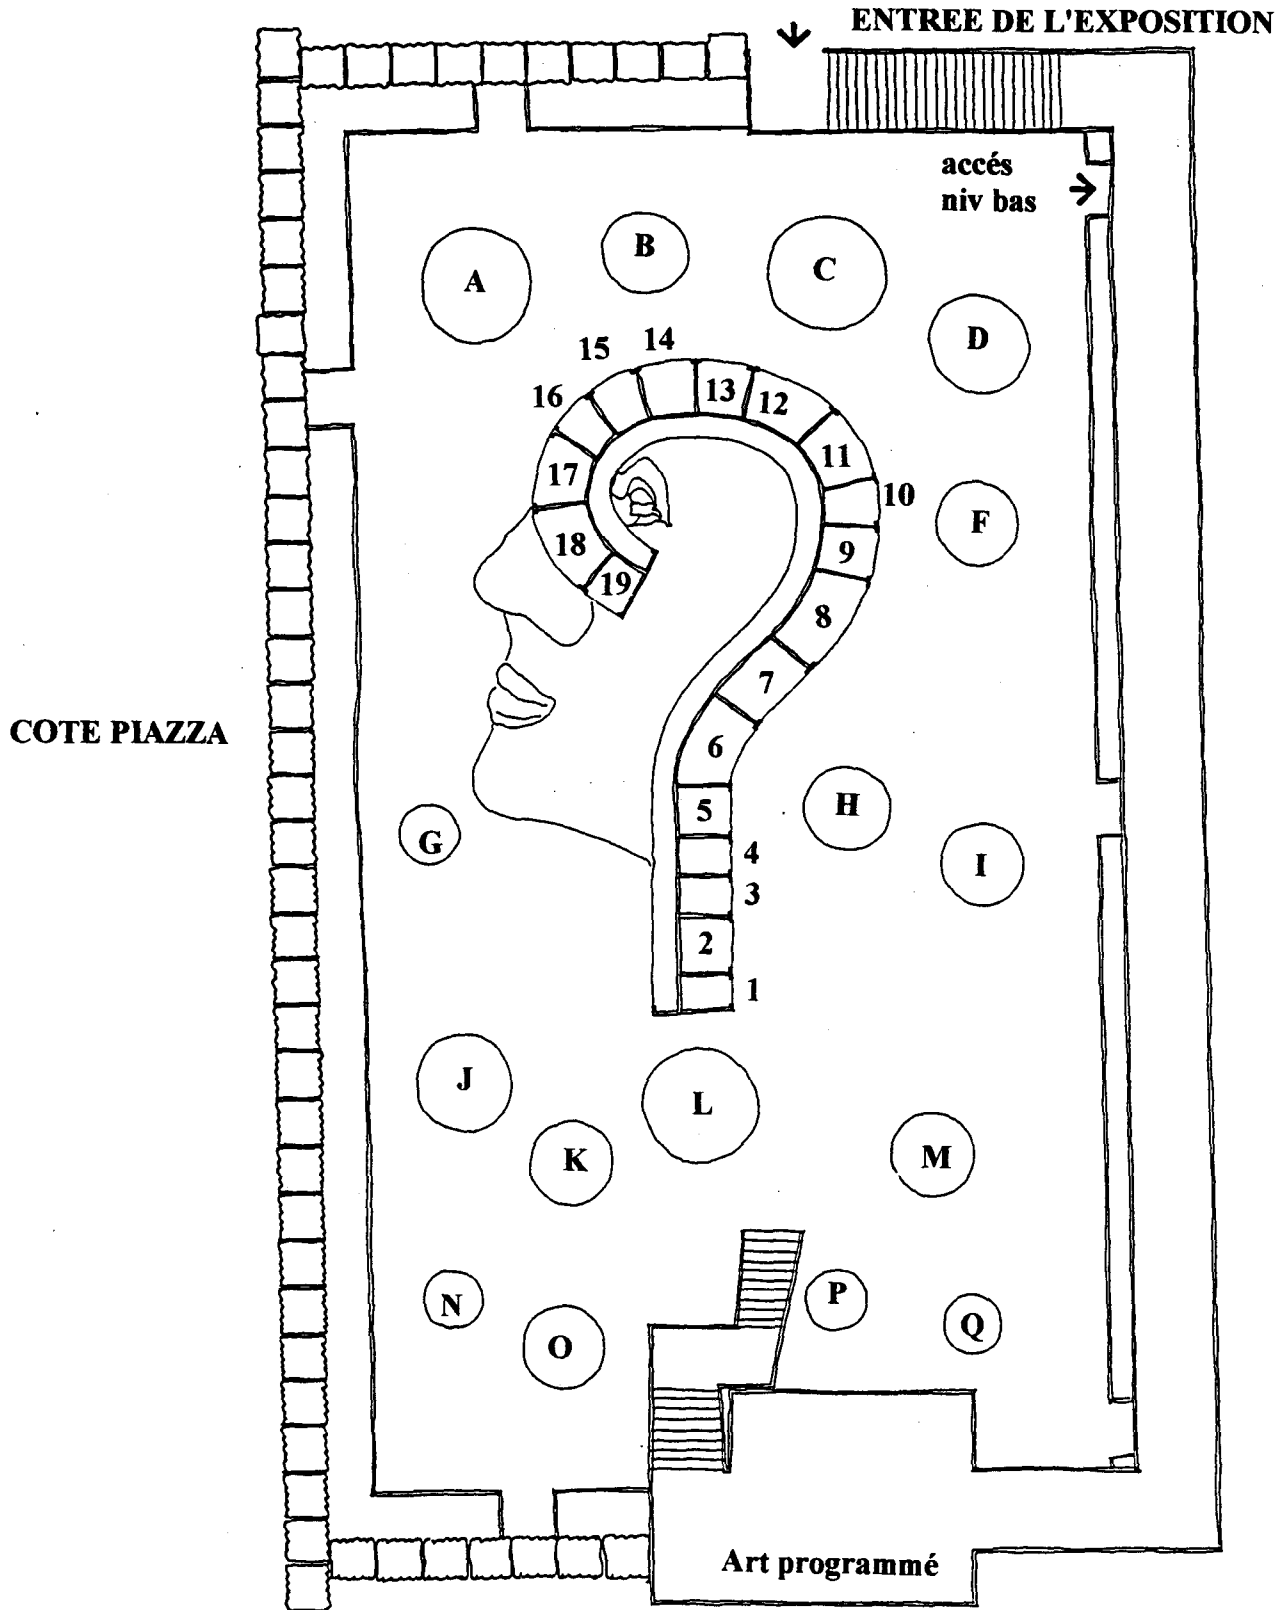 ENTREE DE L'EXPOSITION
accés
niv bas
A
B
C
D
15
14
16
13
12
17
11
10
F
18
9
19
8
7
COTE PIAZZA
6
H
5
G
4
I
3
2
1
J
L
K
M
N
P
Q
O
Art programmé